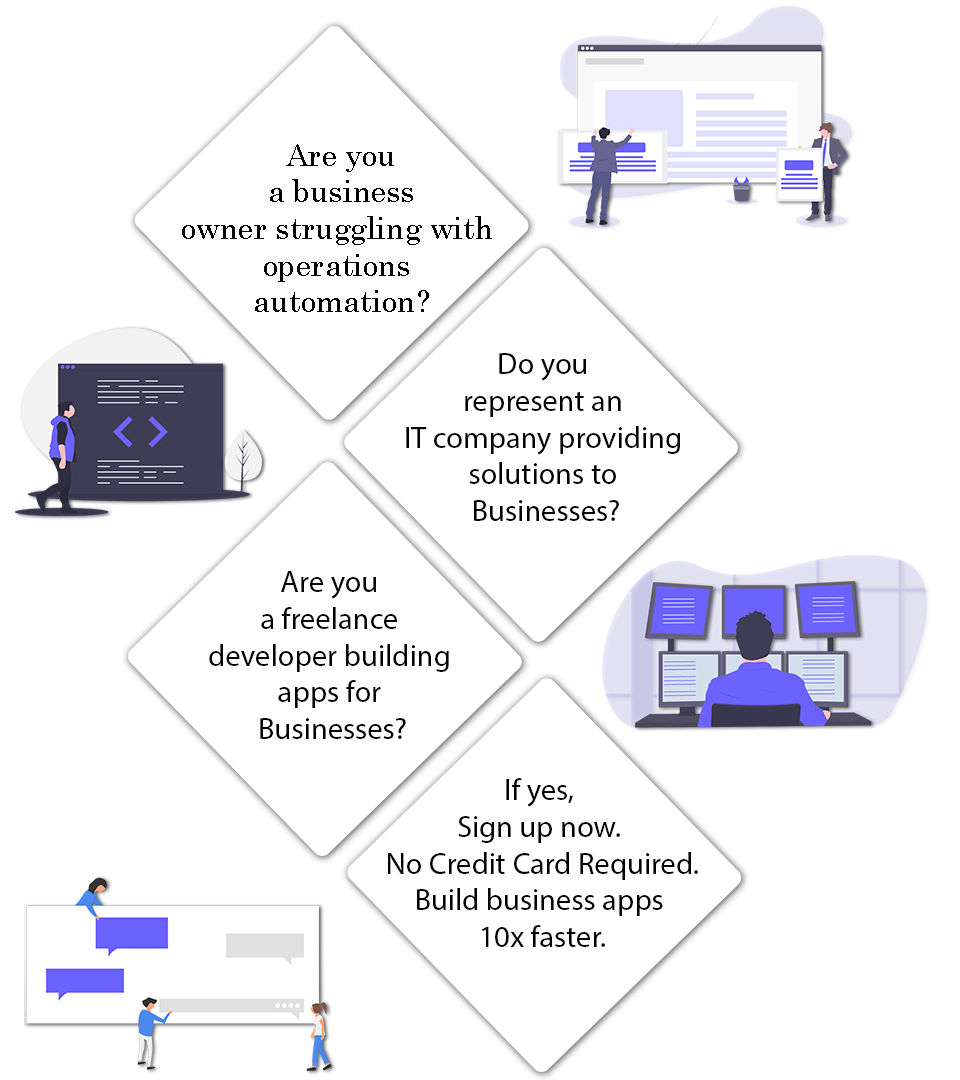 Are you
a business
owner struggling with
operations
automation?
Do you
represent an
IT company providing
solutions to
Businesses?
Are you
a freelance
developer building
apps for
Businesses?
If yes,
Sign up now.
No Credit Card Required.
Build business apps
10x faster.